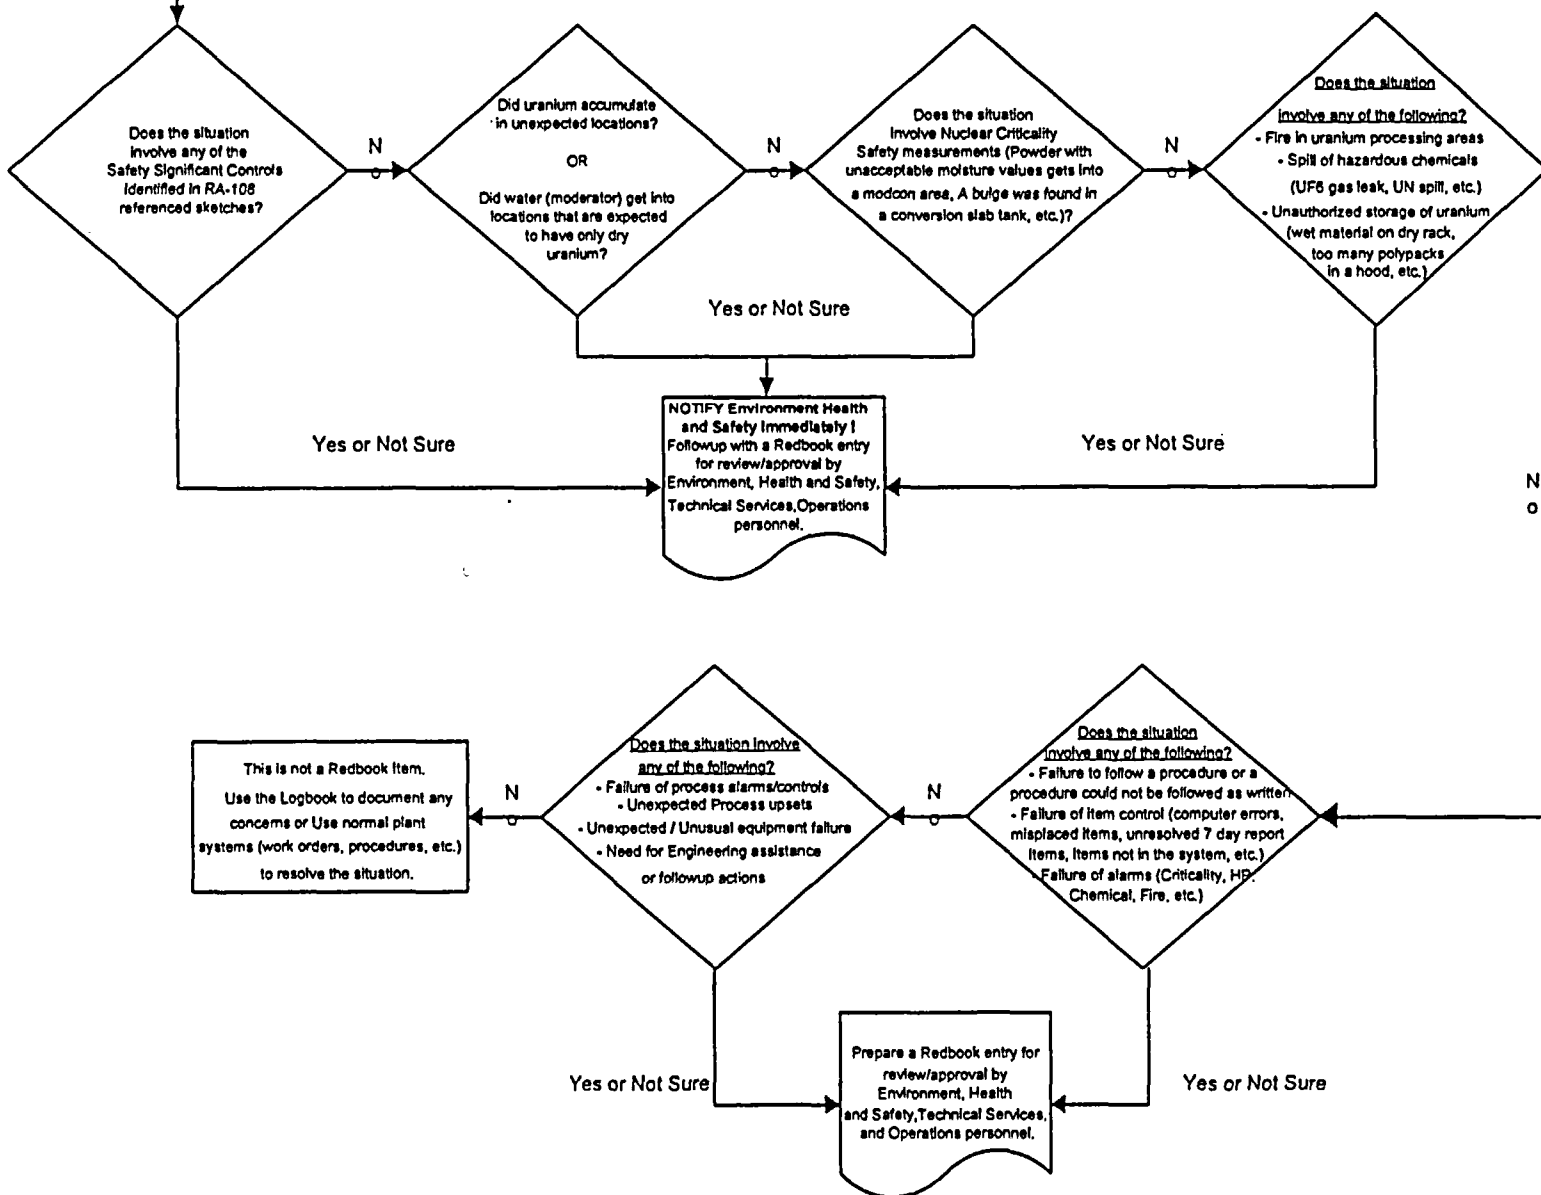 Does the situation
involve any of the
Safety Significant Controls
identified in RA-108
referenced sketches?
N
o
Did uranium accumulate
in unexpected locations?
OR
Did water (moderator) get into
locations that are expected
to have only dry
uranium?
N
o
Does the situation
Involve Nuclear Criticality
Safety measurements (Powder with
unacceptable moisture values gets into
a modcon area, A bulge was found in
a conversion slab tank, etc.)?
N
o
Does the situation
involve any of the following?
- Fire in uranium processing areas
- Spill of hazardous chemicals
(UF6 gas leak, UN spill, etc.)
- Unauthorized storage of uranium
(wet material on dry rack,
too many polypacks
in a hood, etc.)
Yes or Not Sure
Yes or Not Sure
NOTIFY Environment Health
and Safety Immediately !
Followup with a Redbook entry
for review/approval by
Environment, Health and Safety,
Technical Services,Operations
personnel.
Yes or Not Sure
N
o
This is not a Redbook Item.
Use the Logbook to document any
concerns or Use normal plant
systems (work orders, procedures, etc.)
to resolve the situation.
N
o
Does the situation involve
any of the following?
- Failure of process alarms/controls
- Unexpected Process upsets
- Unexpected / Unusual equipment failure
- Need for Engineering assistance
or followup actions
N
o
Does the situation
involve any of the following?
- Failure to follow a procedure or a
procedure could not be followed as written
- Failure of item control (computer errors,
misplaced items, unresolved 7 day report
items, items not in the system, etc.)
- Failure of alarms (Criticality, HP,
Chemical, Fire, etc.)
Yes or Not Sure
Prepare a Redbook entry for
review/approval by
Environment, Health
and Safety,Technical Services,
and Operations personnel.
Yes or Not Sure